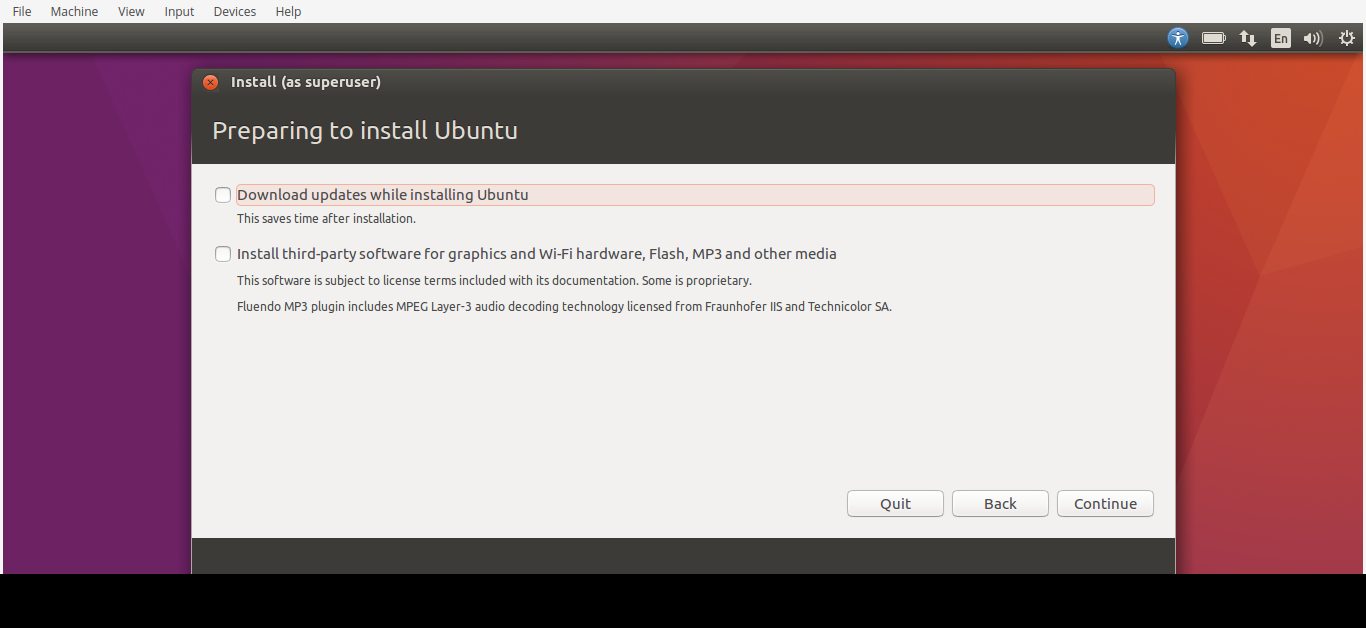 File Machine View Input Devices Help
En
Install (as superuser)
Preparing to install Ubuntu
Download updates while installing Ubuntu
This saves time after installation.
Install third-party software for graphics and Wi-Fi hardware, Flash, MP3 and other media
This software is subject to license terms included with its documentation. Some is proprietary.
Fluendo MP3 plugin includes MPEG Layer-3 audio decoding technology licensed from Fraunhofer IIS and Technicolor SA.
Quit Back Continue